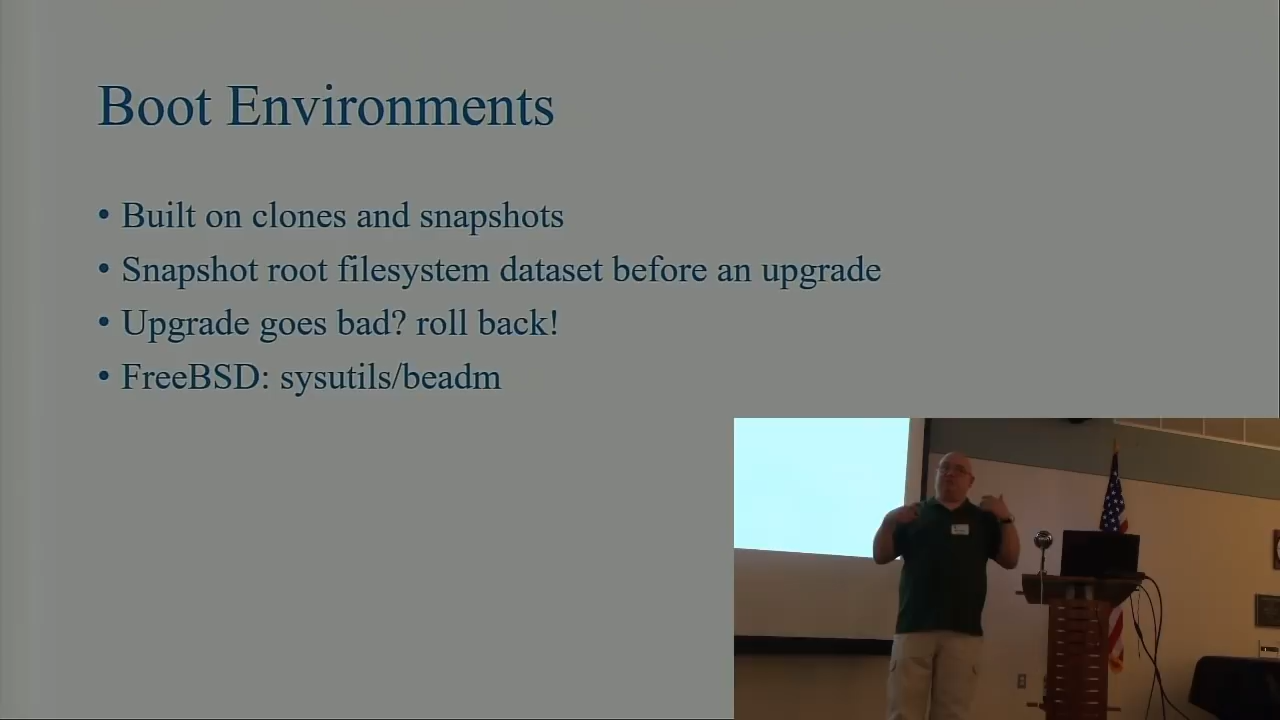 Boot Environments
• Built on clones and snapshots
• Snapshot root filesystem dataset before an upgrade
• Upgrade goes bad? roll back!
• FreeBSD: sysutils/beadm